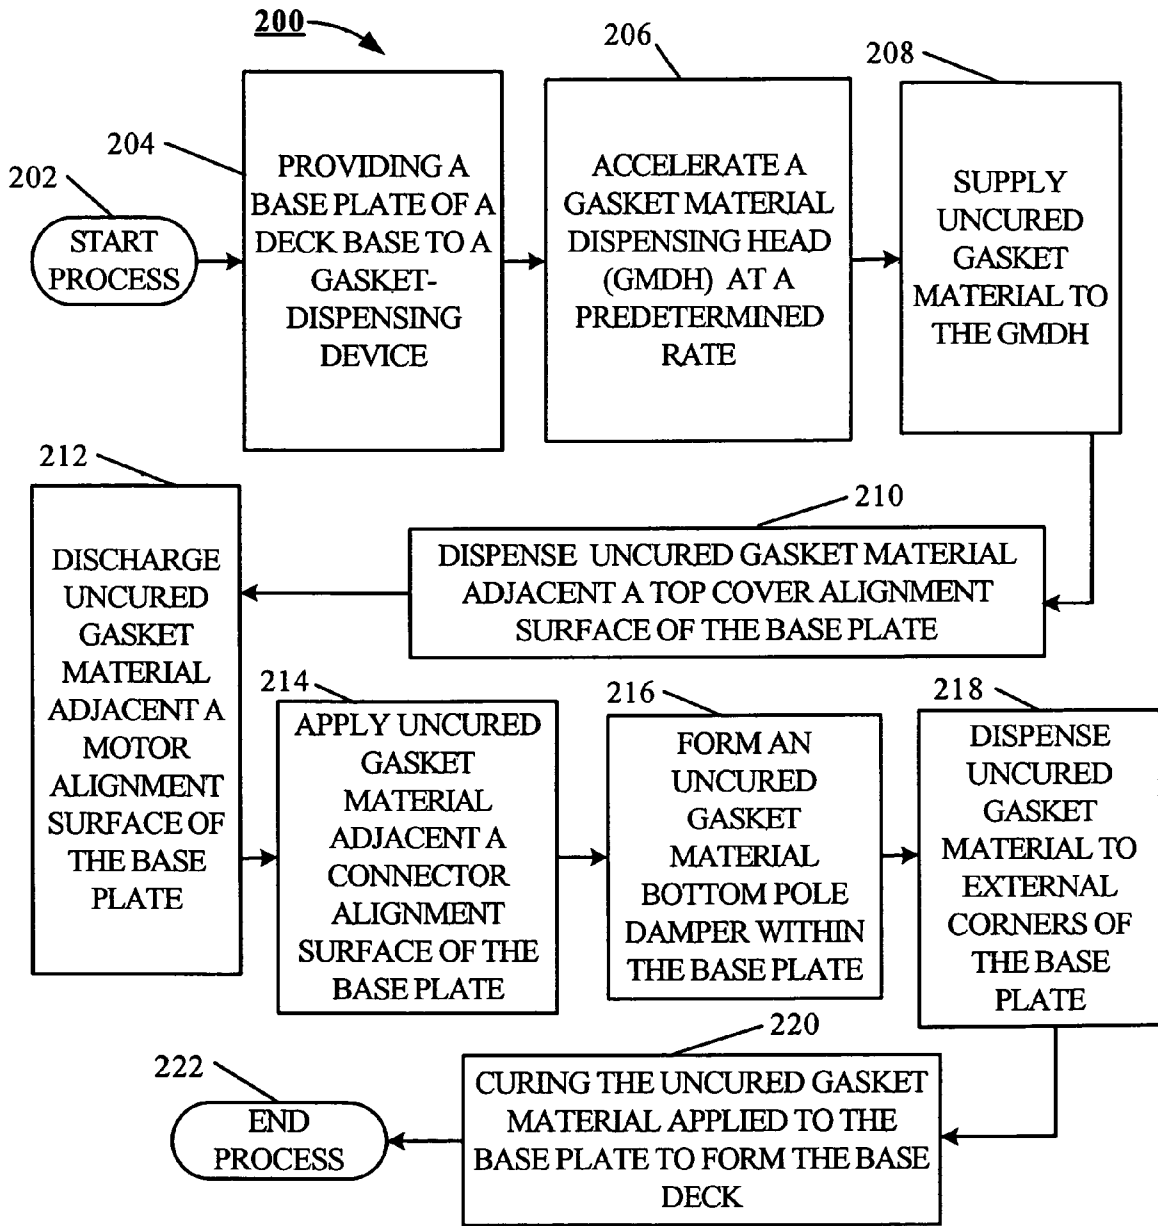 200
202
START
PROCESS
204
PROVIDING A
BASE PLATE OF A
DECK BASE TO A
GASKET-
DISPENSING
DEVICE
206
ACCELERATE A
GASKET MATERIAL
DISPENSING HEAD
(GMDH) AT A
PREDETERMINED
RATE
208
SUPPLY
UNCURED
GASKET
MATERIAL TO
THE GMDH
210
DISPENSE UNCURED GASKET MATERIAL
ADJACENT A TOP COVER ALIGNMENT
SURFACE OF THE BASE PLATE
212
DISCHARGE
UNCURED
GASKET
MATERIAL
ADJACENT A
MOTOR
ALIGNMENT
SURFACE OF
THE BASE
PLATE
214
APPLY UNCURED
GASKET
MATERIAL
ADJACENT A
CONNECTOR
ALIGNMENT
SURFACE OF THE
BASE PLATE
216
FORM AN
UNCURED
GASKET
MATERIAL
BOTTOM POLE
DAMPER WITHIN
THE BASE PLATE
218
DISPENSE
UNCURED
GASKET
MATERIAL TO
EXTERNAL
CORNERS OF
THE BASE
PLATE
220
CURING THE UNCURED GASKET
MATERIAL APPLIED TO THE
BASE PLATE TO FORM THE BASE
DECK
222
END
PROCESS